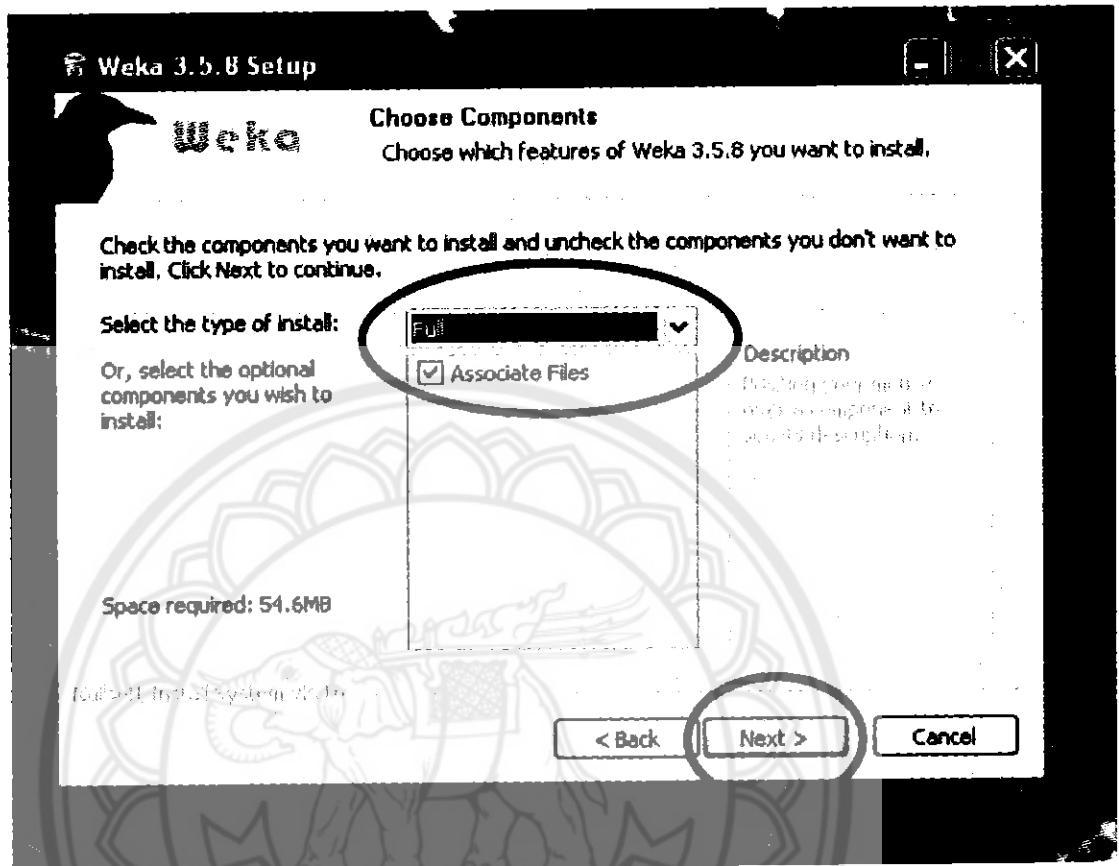 Weka 3.5.8 Setup
Weka
Choose Components
Choose which features of Weka 3.5.8 you want to install.
Check the components you want to install and uncheck the components you don't want to
install. Click Next to continue.
Select the type of install:
Full
Or, select the optional
components you wish to
install:
Associate Files
Description
Space required: 54.6MB
< Back
Next >
Cancel